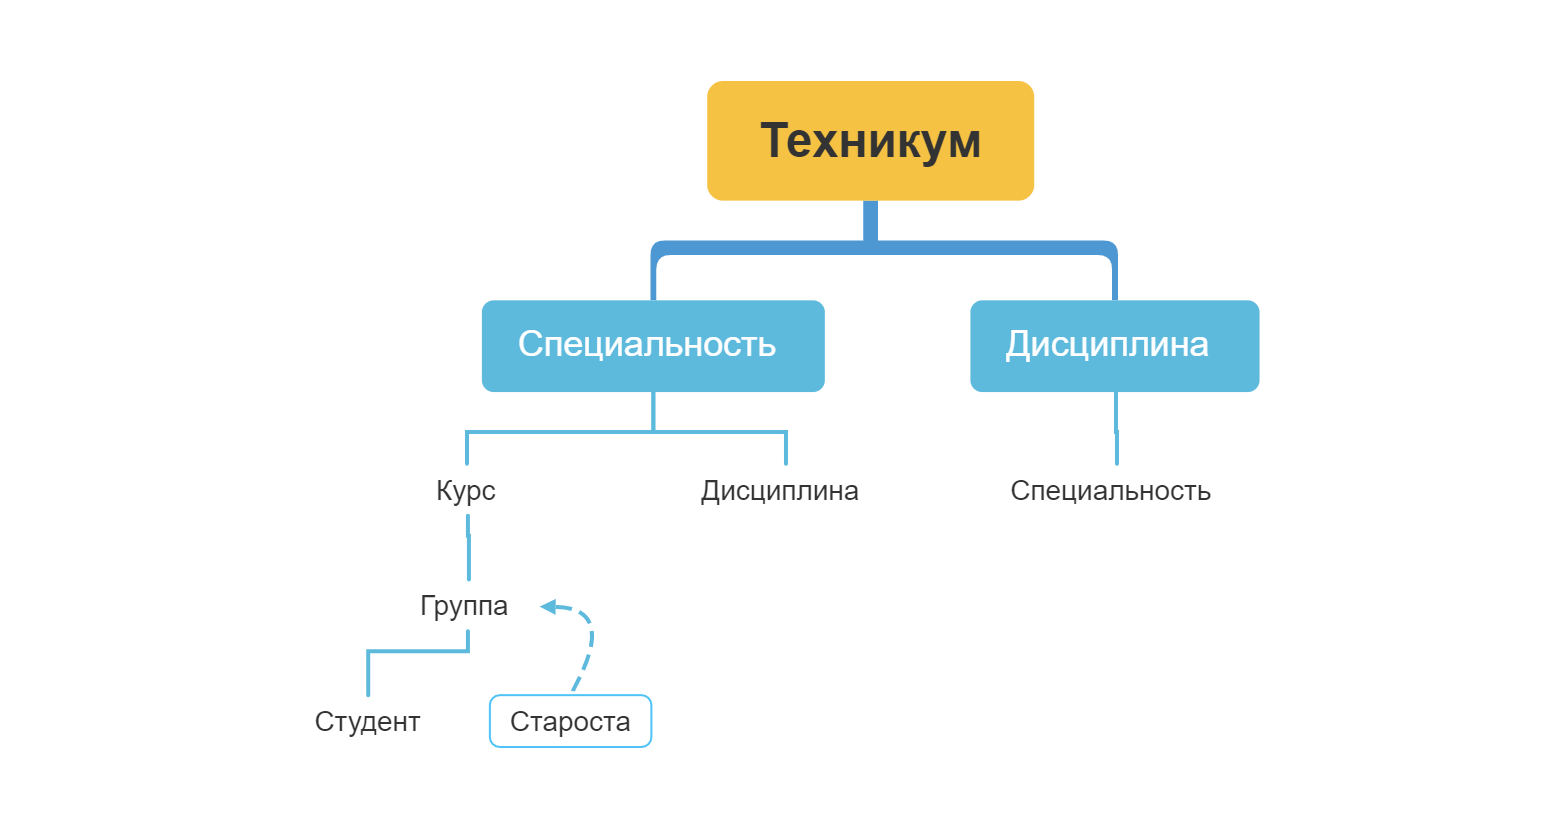 Техникум
Специальность
Дисциплина
Курс
Дисциплина
Специальность
Группа
Студент
Староста